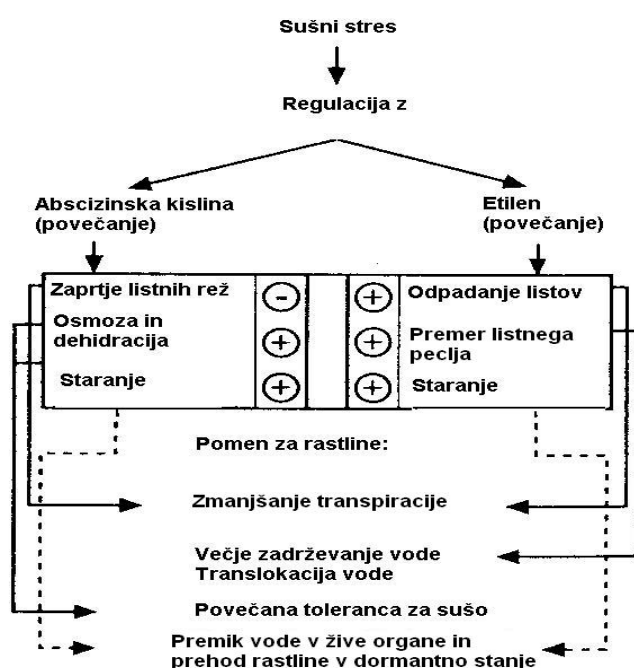 Sušni stres
Regulacija z
Abscizinska kislina
(povečanje)
Etilen
(povečanje)
Zaprtje listnih rež
-
Osmoza in
dehidracija
+
Staranje
+
+
Odpadanje listov
+
Premer listnega
peclja
+
Staranje
Pomen za rastline:
Zmanjšanje transpiracije
Večje zadrževanje vode
Translokacija vode
Povečana toleranca za sušo
Premik vode v žive organe in
prehod rastline v dormantno stanje